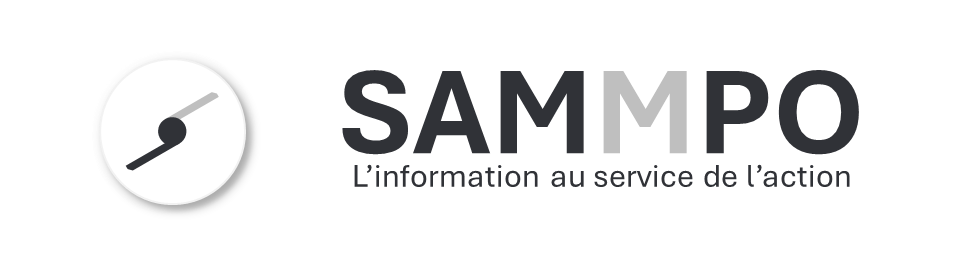 SAMMPO
L’information au service de l’action